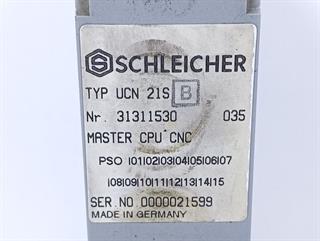 SCHLEICHER
TYP UCN 21S B
Nr. 31311530 035
MASTER CPU CNC
PSO |01|02|03|04|05|06|07
|08|09|10|11|12|13|14|15
SER.NO.0000021599
MADE IN GERMANY